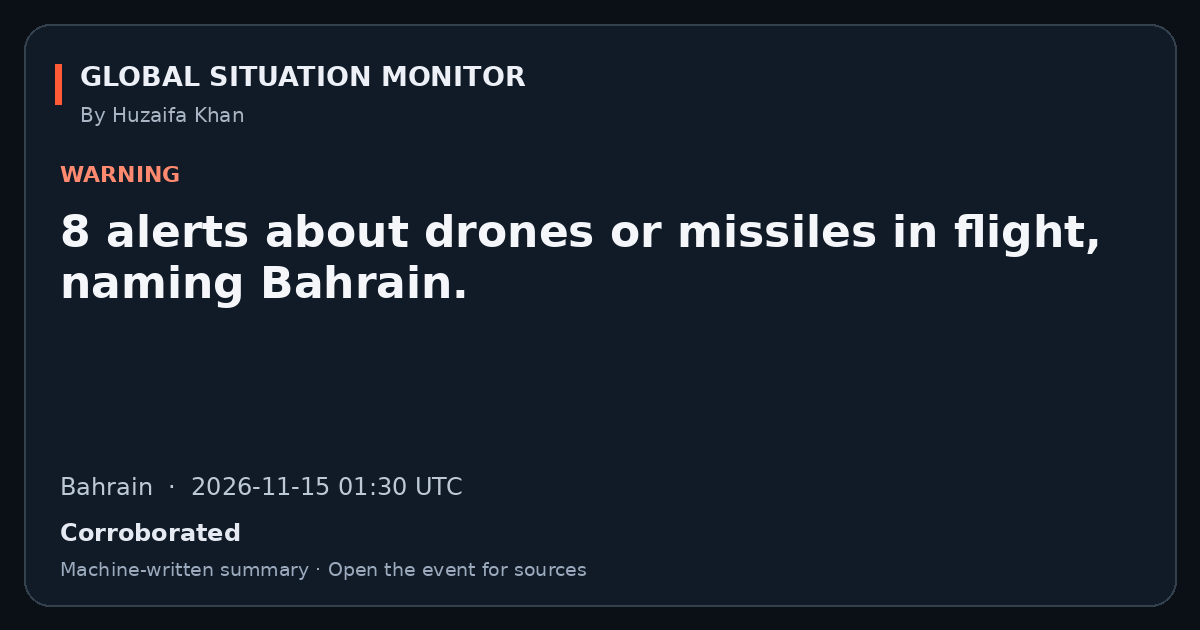 GLOBAL SITUATION MONITOR
By Huzaifa Khan
WARNING
8 alerts about drones or missiles in flight,
naming Bahrain.
Bahrain · 2026-11-15 01:30 UTC
Corroborated
Machine-written summary · Open the event for sources